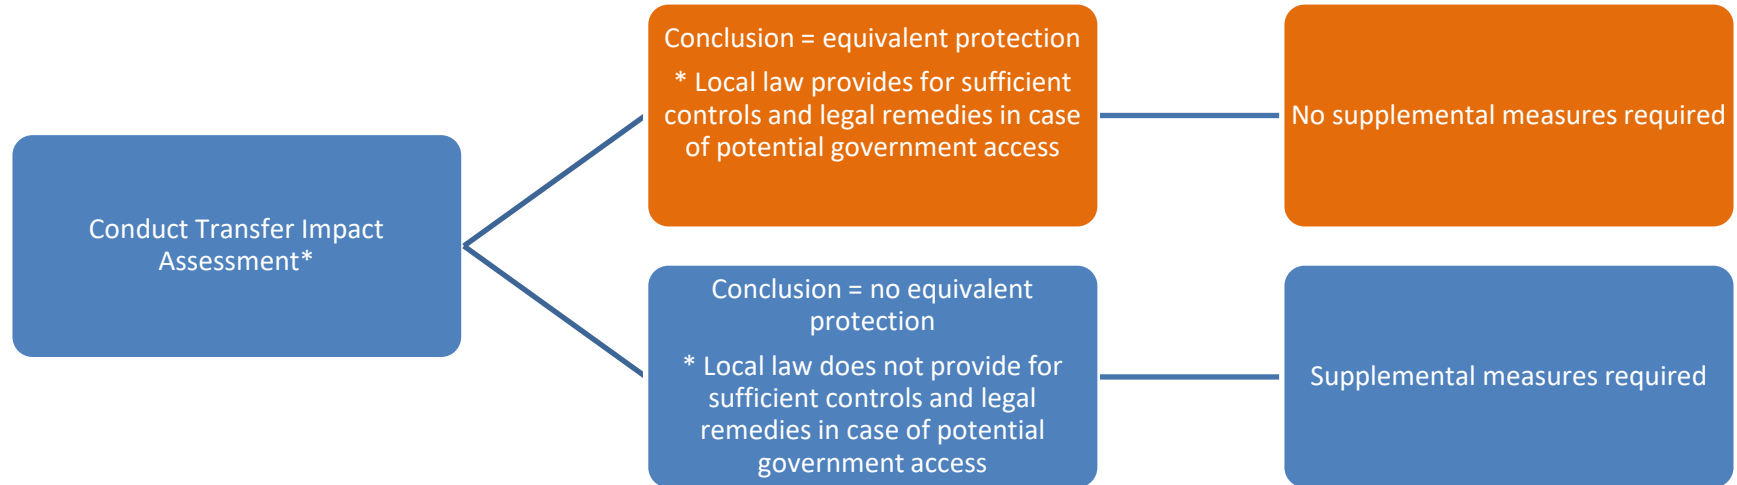 Conduct Transfer Impact
Assessment*
Conclusion = equivalent protection
* Local law provides for sufficient
controls and legal remedies in case
of potential government access
No supplemental measures required
Conclusion = no equivalent
protection
* Local law does not provide for
sufficient controls and legal
remedies in case of potential
government access
Supplemental measures required